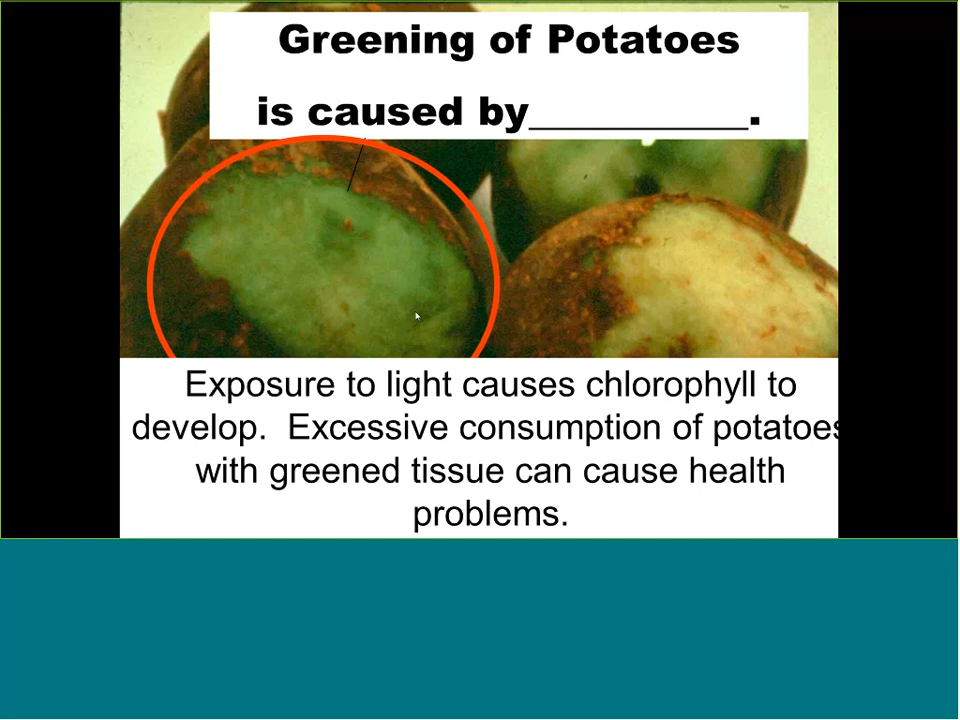 Greening of Potatoes
is caused by__________.
Exposure to light causes chlorophyll to
develop.  Excessive consumption of potatoes
with greened tissue can cause health
problems.